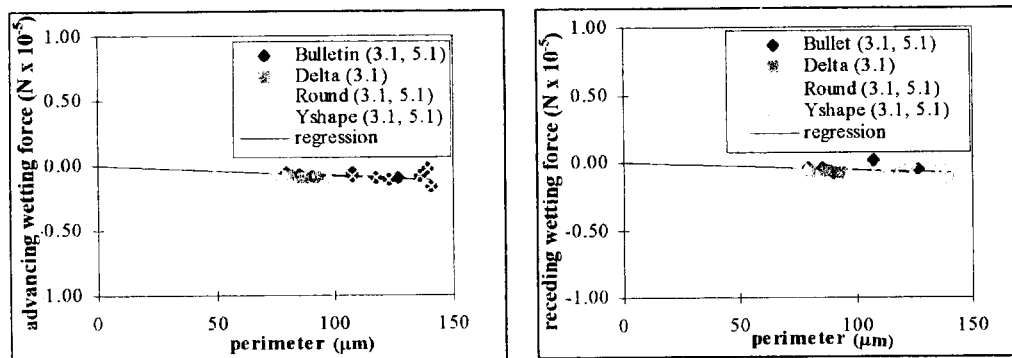 1.00
0.50
0.00
-0.50
1.00
advancing wetting force (N x 10⁻⁵)
Bulletin (3.1, 5.1)
Delta (3.1)
Round (3.1, 5.1)
Yshape (3.1, 5.1)
regression
0
50
100
150
perimeter (μm)
1.00
0.50
0.00
-0.50
-1.00
receding wetting force (N x 10⁻⁵)
Bullet (3.1, 5.1)
Delta (3.1)
Round (3.1, 5.1)
Yshape (3.1, 5.1)
regression
0
50
100
150
perimeter (μm)